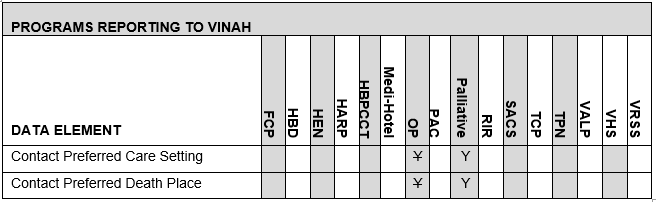 PROGRAMS REPORTING TO VINAH
DATA ELEMENT FCP HBD HEN HARP HBPCCT Medi-Hotel OP PAC Palliative RIR SACS TCP TPN VALP VHS VRSS
Contact Preferred Care Setting Y Y
Contact Preferred Death Place Y Y